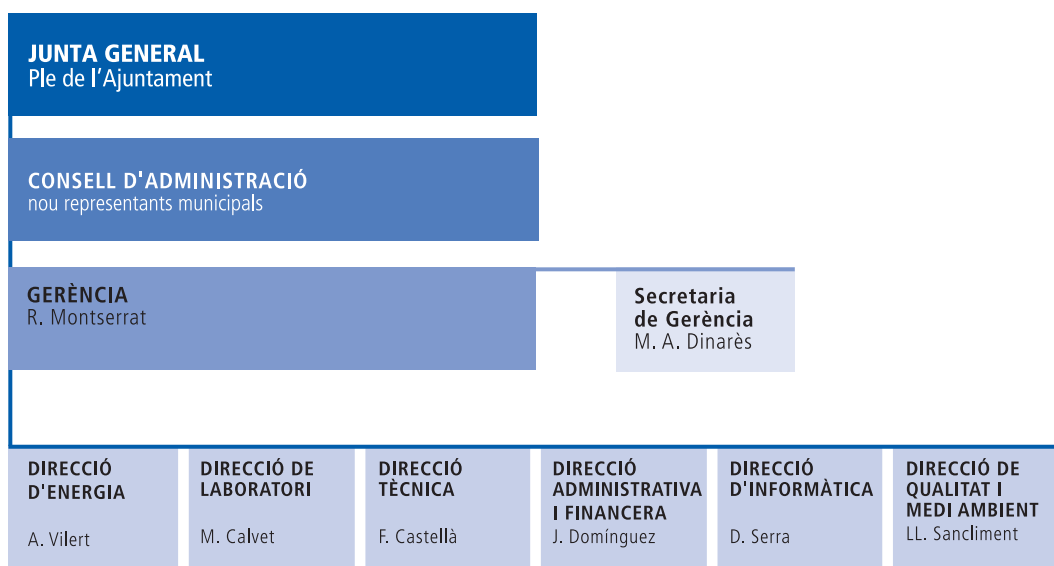 JUNTA GENERAL
Ple de l'Ajuntament
CONSELL D'ADMINISTRACIÓ
nou representants municipals
GERÈNCIA
R. Montserrat
Secretaria
de Gerència
M. A. Dinarès
DIRECCIÓ
D'ENERGIA
A. Vilert
DIRECCIÓ DE
LABORATORI
M. Calvet
DIRECCIÓ
TÈCNICA
F. Castellà
DIRECCIÓ
ADMINISTRATIVA
I FINANCERA
J. Domínguez
DIRECCIÓ
D'INFORMÀTICA
D. Serra
DIRECCIÓ DE
QUALITAT I
MEDI AMBIENT
LL. Sancliment